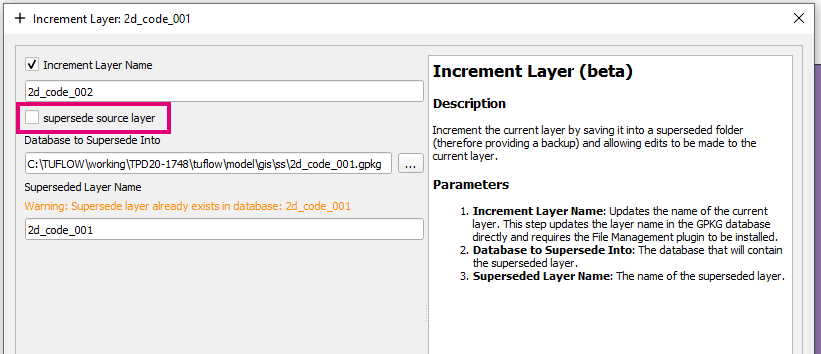 Increment Layer: 2d_code_001
Increment Layer Name
2d_code_002
supersede source layer
Database to Supersede Into
C:\TUFLOW\working\TPD20-1748\tuflow\model\gis\ss\2d_code_001.gpkg
...
Superseded Layer Name
Warning: Supersede layer already exists in database: 2d_code_001
2d_code_001
Increment Layer (beta)
Description
Increment the current layer by saving it into a superseded folder
(therefore providing a backup) and allowing edits to be made to the
current layer.
Parameters
1. Increment Layer Name: Updates the name of the current
layer. This step updates the layer name in the GPKG database
directly and requires the File Management plugin to be installed.
2. Database to Supersede Into: The database that will contain
the superseded layer.
3. Superseded Layer Name: The name of the superseded layer.